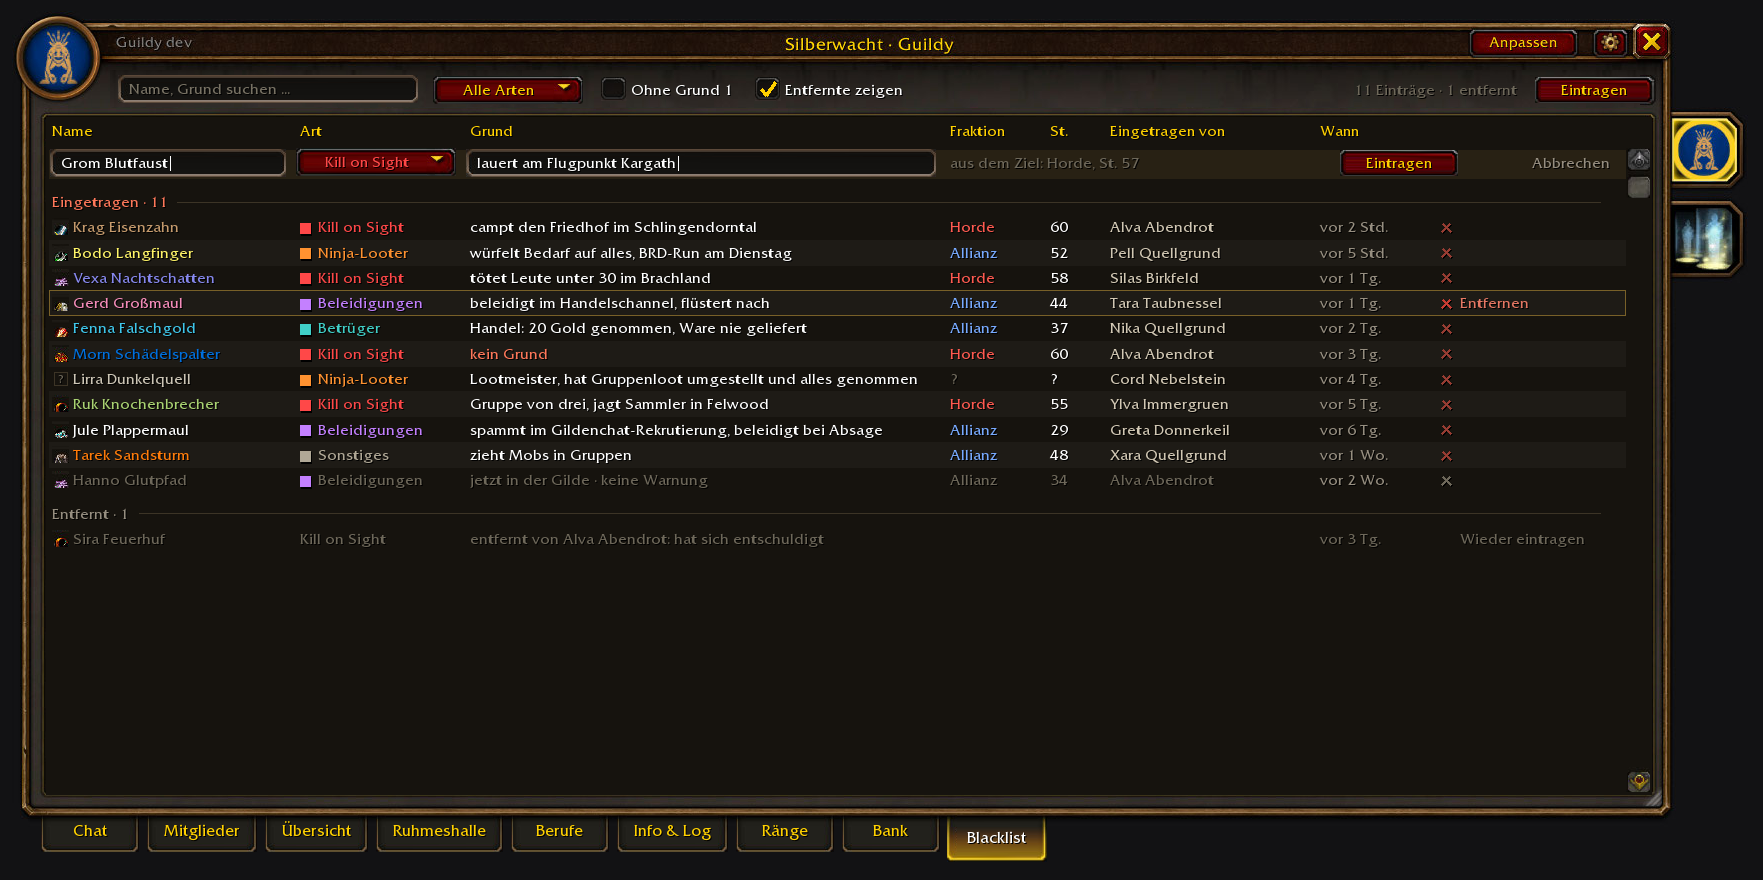 Guildy dev
Silberwacht · Guildy
Anpassen
Name, Grund suchen ...
Alle Arten
Ohne Grund 1
Entfernte zeigen
11 Einträge · 1 entfernt
Eintragen
Name Art Grund Fraktion St. Eingetragen von Wann
Grom Blutfaust Kill on Sight lauert am Flugpunkt Kargath aus dem Ziel: Horde, St. 57 Eintragen Abbrechen
Eingetragen · 11
Krag Eisenzahn Kill on Sight campt den Friedhof im Schlingendorntal Horde 60 Alva Abendrot vor 2 Std.
Bodo Langfinger Ninja-Looter würfelt Bedarf auf alles, BRD-Run am Dienstag Allianz 52 Pell Quellgrund vor 5 Std.
Vexa Nachtschatten Kill on Sight tötet Leute unter 30 im Brachland Horde 58 Silas Birkfeld vor 1 Tg.
Gerd Großmaul Beleidigungen beleidigt im Handelschannel, flüstert nach Allianz 44 Tara Taubnessel vor 1 Tg. Entfernen
Fenna Falschgold Betrüger Handel: 20 Gold genommen, Ware nie geliefert Allianz 37 Nika Quellgrund vor 2 Tg.
Morn Schädelspalter Kill on Sight kein Grund Horde 60 Alva Abendrot vor 3 Tg.
? Lirra Dunkelquell Ninja-Looter Lootmeister, hat Gruppenloot umgestellt und alles genommen ? ? Cord Nebelstein vor 4 Tg.
Ruk Knochenbrecher Kill on Sight Gruppe von drei, jagt Sammler in Felwood Horde 55 Ylva Immergruen vor 5 Tg.
Jule Plappermaul Beleidigungen spammt im Gildenchat-Rekrutierung, beleidigt bei Absage Allianz 29 Greta Donnerkeil vor 6 Tg.
Tarek Sandsturm Sonstiges zieht Mobs in Gruppen Allianz 48 Xara Quellgrund vor 1 Wo.
Hanno Glutpfad Beleidigungen jetzt in der Gilde · keine Warnung Allianz 34 Alva Abendrot vor 2 Wo.
Entfernt · 1
Sira Feuerhuf Kill on Sight entfernt von Alva Abendrot: hat sich entschuldigt vor 3 Tg. Wieder eintragen
Chat Mitglieder Übersicht Ruhmeshalle Berufe Info & Log Ränge Bank Blacklist